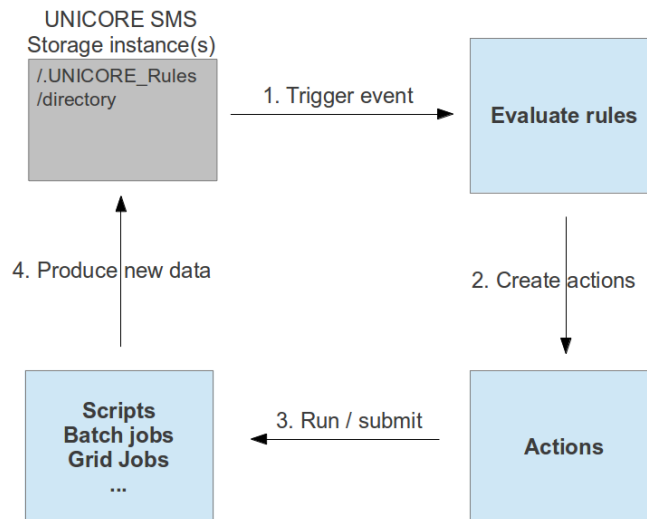 UNICORE SMS
Storage instance(s)
/.UNICORE_Rules
/directory
1. Trigger event
Evaluate rules
2. Create actions
Actions
3. Run / submit
Scripts
Batch jobs
Grid Jobs
...
4. Produce new data